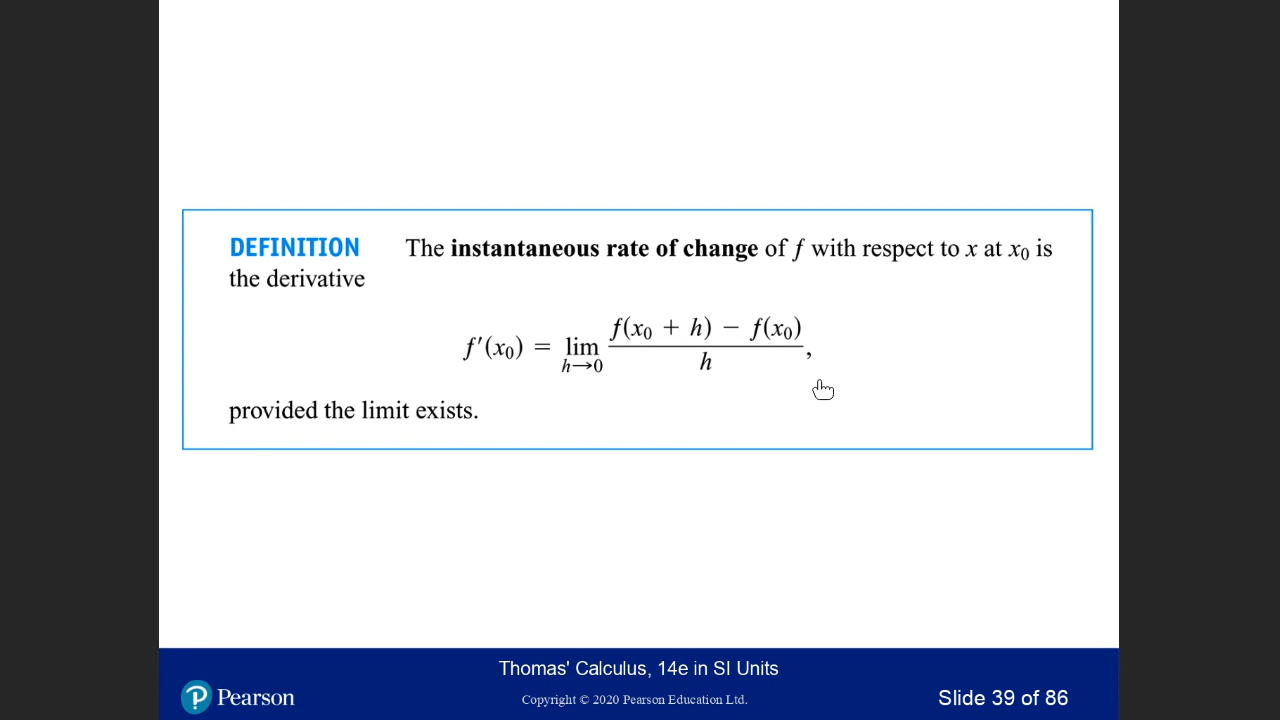 DEFINITION The instantaneous rate of change of f with respect to x at x₀ is
the derivative
f′(x₀) = lim h→0 f(x₀ + h) − f(x₀) / h,
provided the limit exists.
Thomas' Calculus, 14e in SI Units
P Pearson
Copyright © 2020 Pearson Education Ltd.
Slide 39 of 86